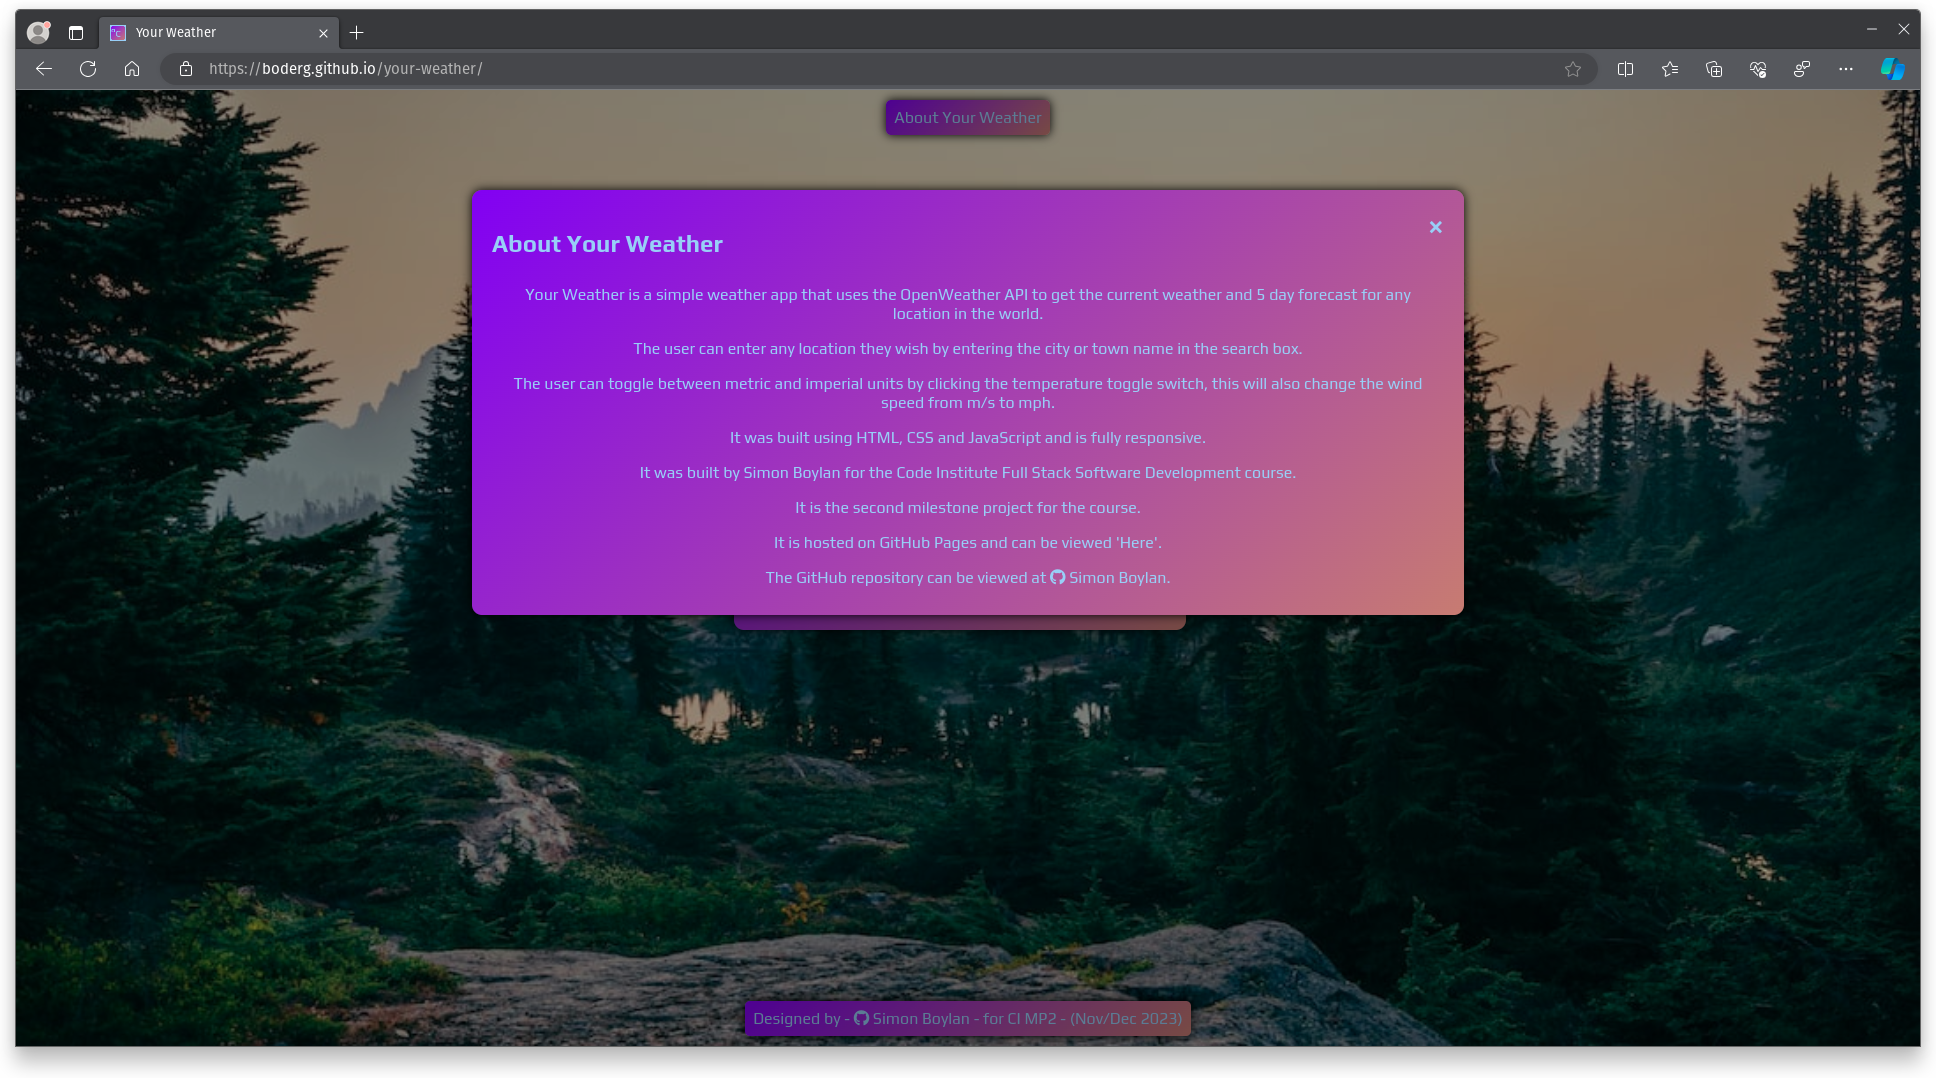 Your Weather
https://boderg.github.io/your-weather/
About Your Weather
About Your Weather
Your Weather is a simple weather app that uses the OpenWeather API to get the current weather and 5 day forecast for any
location in the world.
The user can enter any location they wish by entering the city or town name in the search box.
The user can toggle between metric and imperial units by clicking the temperature toggle switch, this will also change the wind
speed from m/s to mph.
It was built using HTML, CSS and JavaScript and is fully responsive.
It was built by Simon Boylan for the Code Institute Full Stack Software Development course.
It is the second milestone project for the course.
It is hosted on GitHub Pages and can be viewed 'Here'.
The GitHub repository can be viewed at Simon Boylan.
Designed by - Simon Boylan - for CI MP2 - (Nov/Dec 2023)